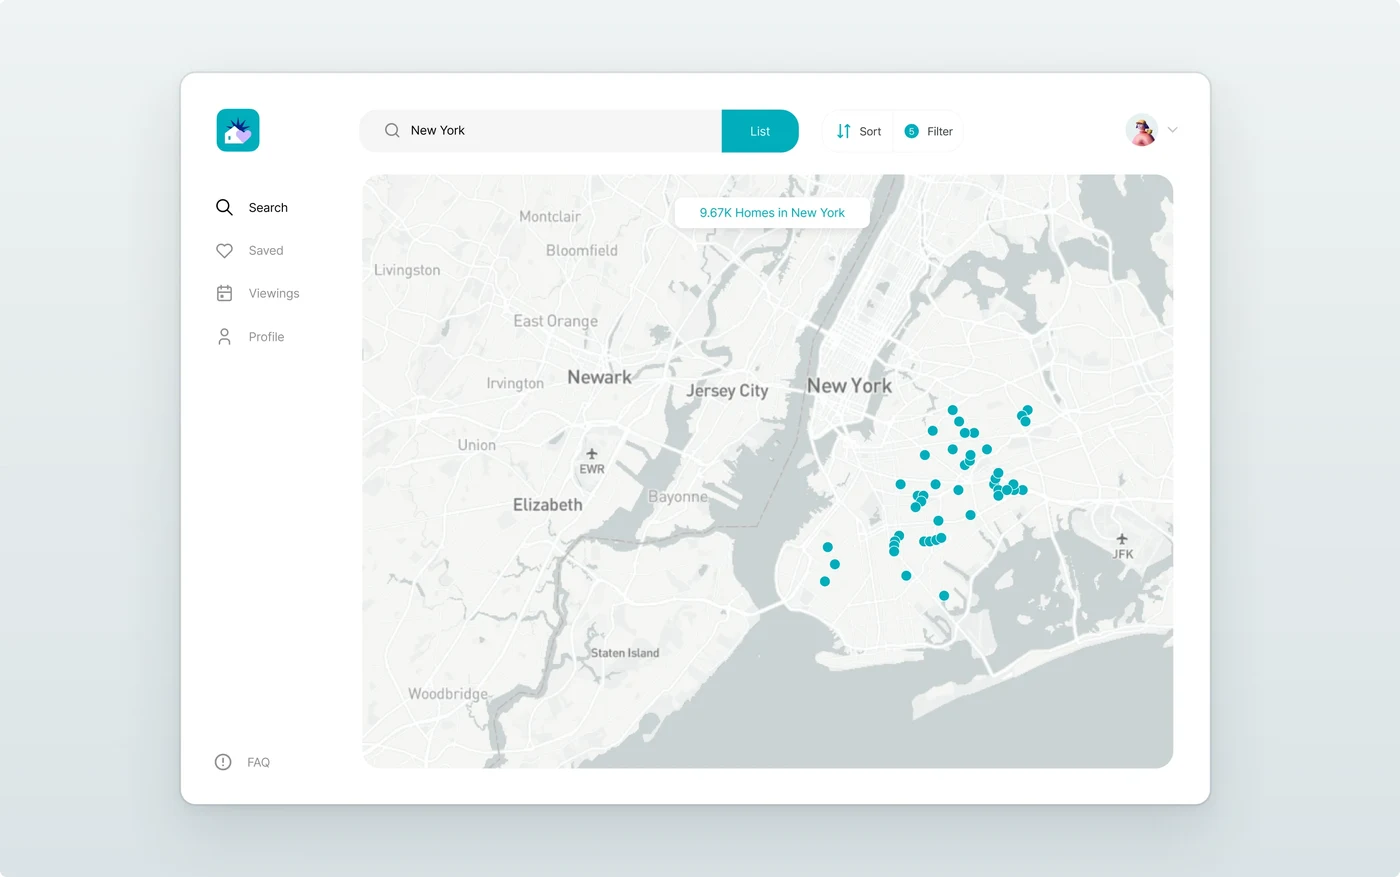 New York
List
Sort
5
Filter
Search
Saved
Viewings
Profile
FAQ
9.67K Homes in New York
Montclair
Bloomfield
Livingston
East Orange
Irvington
Newark
Jersey City
New York
Union
EWR
Elizabeth
Bayonne
JFK
Staten Island
Woodbridge